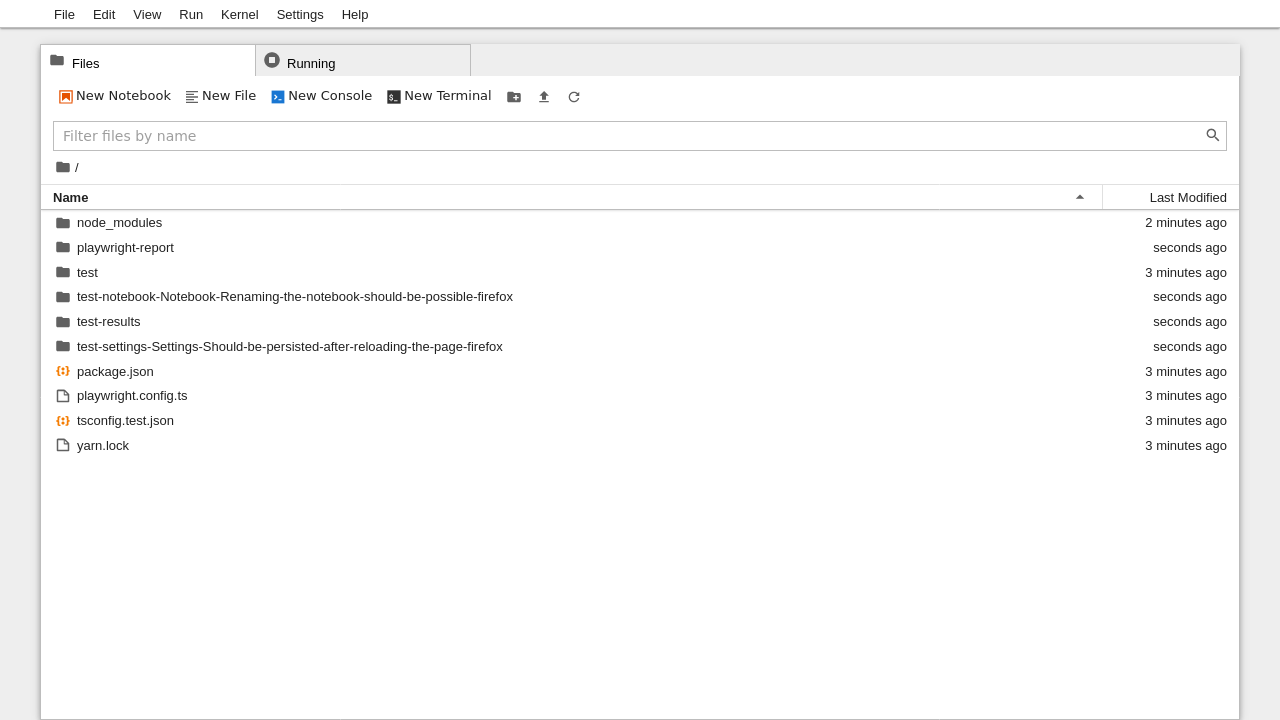 File Edit View Run Kernel Settings Help
Files Running
New Notebook New File New Console New Terminal
Filter files by name
/
Name Last Modified
node_modules 2 minutes ago
playwright-report seconds ago
test 3 minutes ago
test-notebook-Notebook-Renaming-the-notebook-should-be-possible-firefox seconds ago
test-results seconds ago
test-settings-Settings-Should-be-persisted-after-reloading-the-page-firefox seconds ago
package.json 3 minutes ago
playwright.config.ts 3 minutes ago
tsconfig.test.json 3 minutes ago
yarn.lock 3 minutes ago